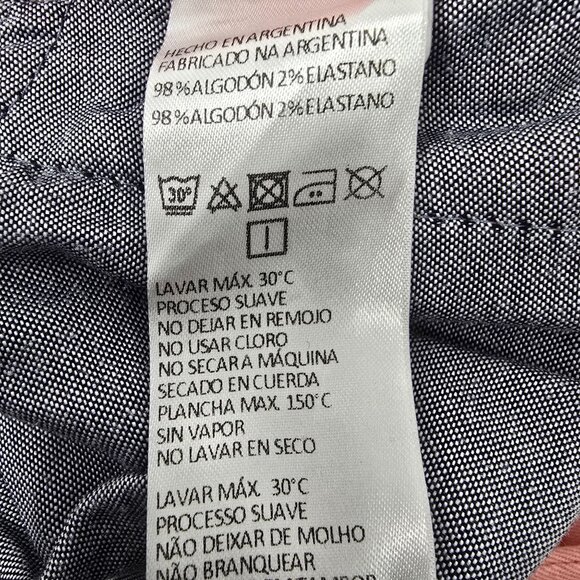 HECHO EN ARGENTINA
FABRICADO NA ARGENTINA
98%ALGODÓN 2%ELASTANO
98%ALGODÓN 2%ELASTANO
30°
LAVAR MÁX. 30°C
PROCESO SUAVE
NO DEJAR EN REMOJO
NO USAR CLORO
NO SECAR A MÁQUINA
SECADO EN CUERDA
PLANCHA MAX. 150°C
SIN VAPOR
NO LAVAR EN SECO
LAVAR MÁX. 30°C
PROCESSO SUAVE
NÃO DEIXAR DE MOLHO
NÃO BRANQUEAR